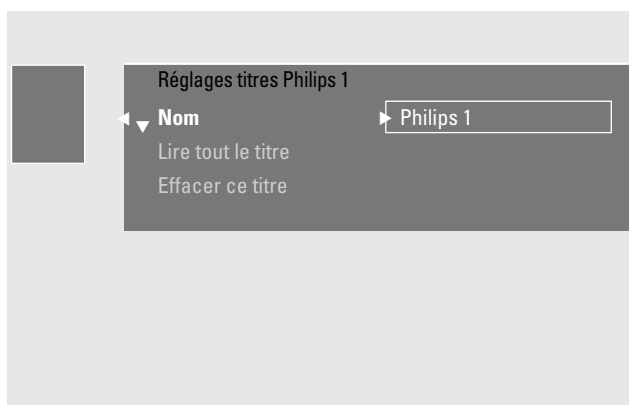 Réglages titres Philips 1
Nom Philips 1
Lire tout le titre
Effacer ce titre